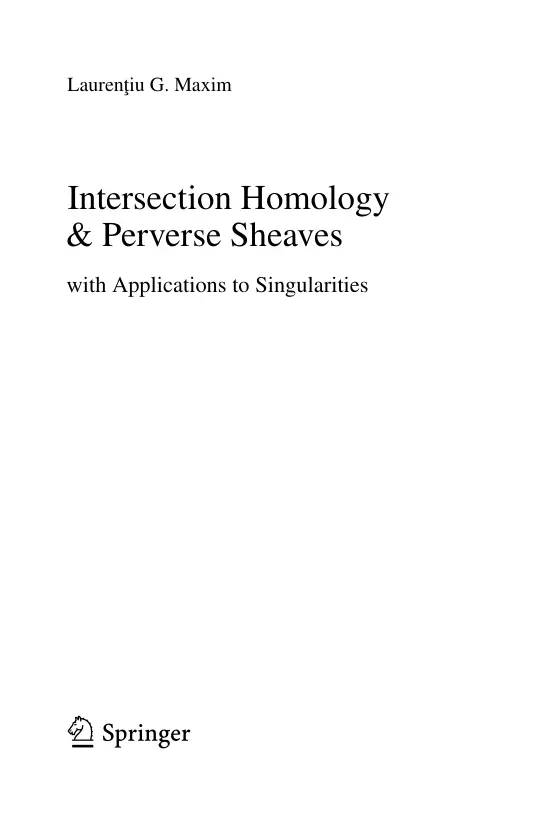 Laurenţiu G. Maxim
Intersection Homology
& Perverse Sheaves
with Applications to Singularities
Springer